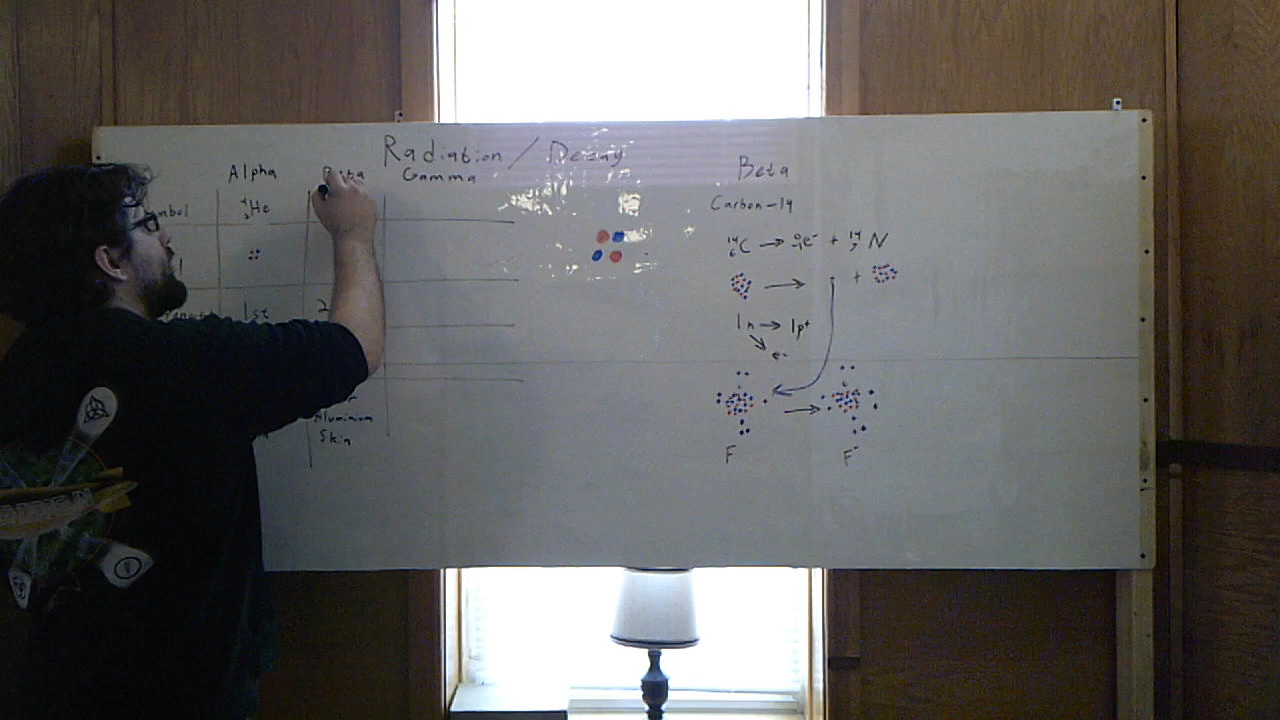 Radiation / Decay
Alpha Beta Gamma
mbol ⁴₂He
1st 2
Aluminium
Skin
Beta
Carbon-14
¹⁴₆C → ⁰₋₁e⁻ + ¹⁴₇N
→ +
1n → 1p⁺
↘ e⁻
→
F F⁻